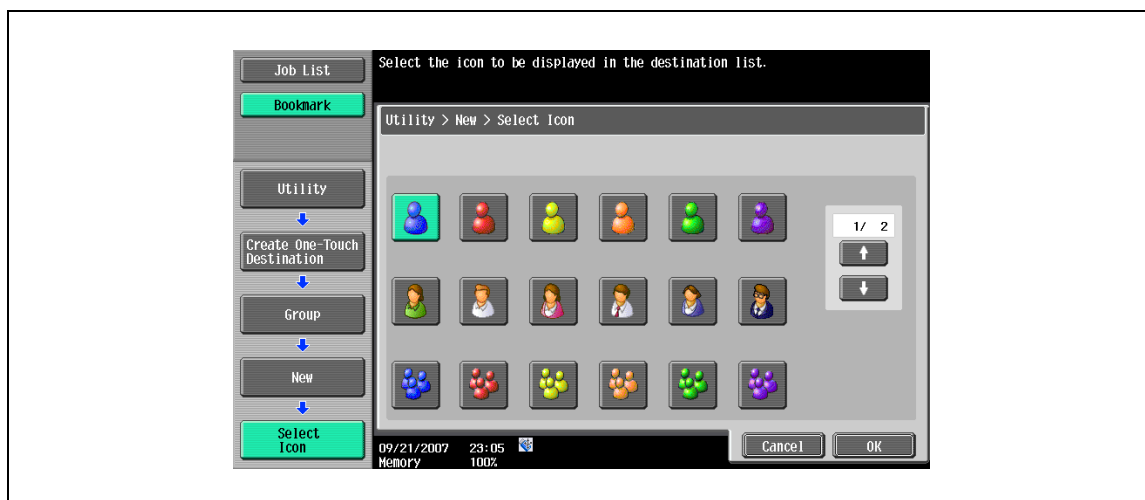 Job List
Bookmark
Utility
Create One-Touch
Destination
Group
New
Select
Icon
Select the icon to be displayed in the destination list.
Utility > New > Select Icon
1/ 2
09/21/2007 23:05
Memory 100%
Cancel OK